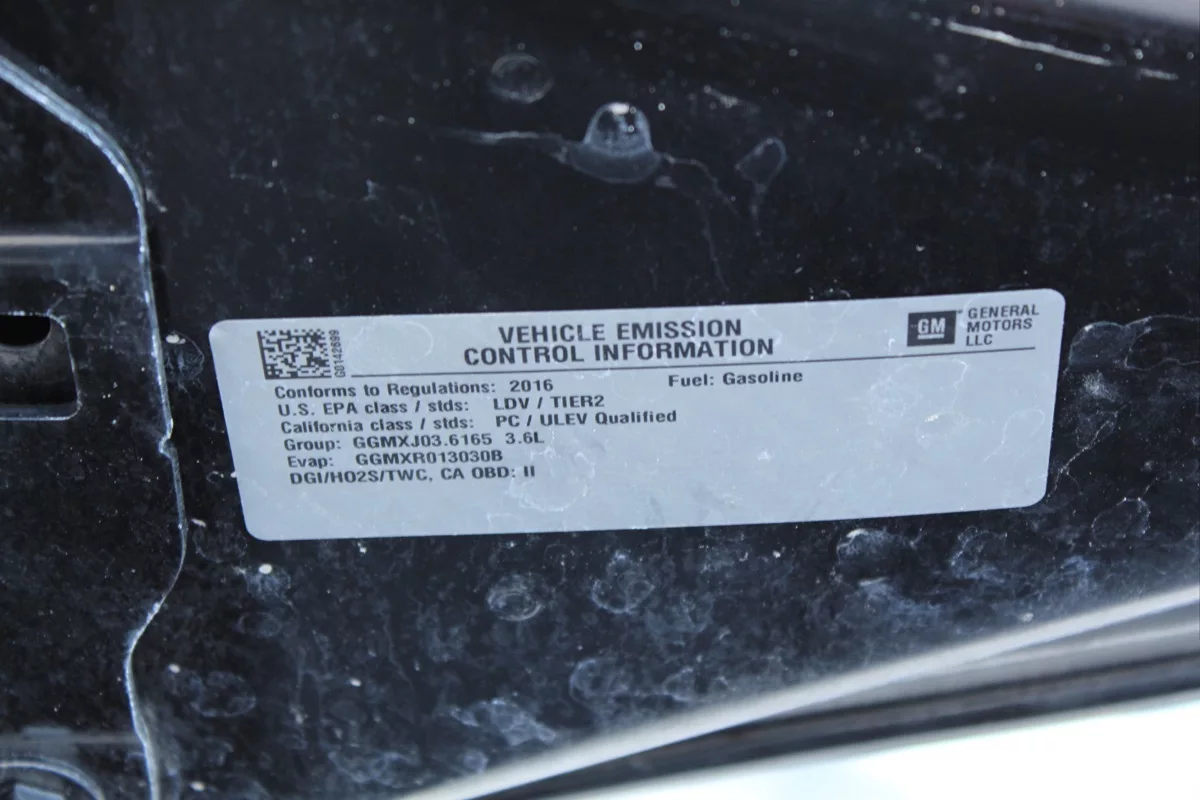 VEHICLE EMISSION
CONTROL INFORMATION
GM GENERAL
MOTORS
LLC
G0142699
Conforms to Regulations: 2016 Fuel: Gasoline
U.S. EPA class / stds: LDV / TIER2
California class / stds: PC / ULEV Qualified
Group: GGMXJ03.6165 3.6L
Evap: GGMXR013030B
DGI/HO2S/TWC, CA OBD: II